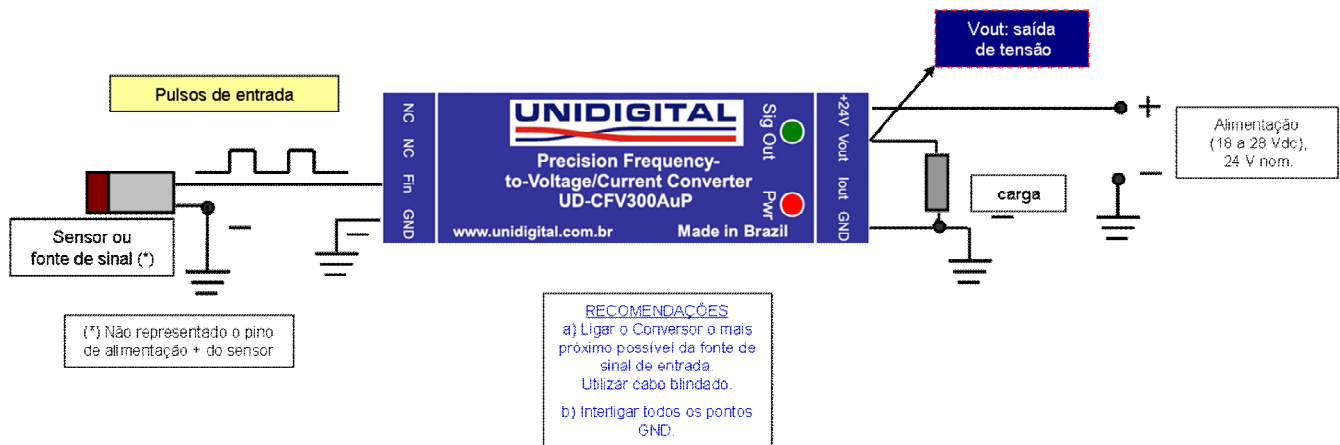 Vout: saída
de tensão
Pulsos de entrada
NC
NC
Fin
GND
UNIDIGITAL
Precision Frequency-
to-Voltage/Current Converter
UD-CFV300AuP
www.unidigital.com.br
Made in Brazil
Sig Out
Pwr
+24V
Vout
Iout
GND
+
−
Alimentação
(18 a 28 Vdc),
24 V nom.
carga
−
−
−
Sensor ou
fonte de sinal (*)
(*) Não representado o pino
de alimentação + do sensor
RECOMENDAÇÕES
a) Ligar o Conversor o mais
próximo possível da fonte de
sinal de entrada.
Utilizar cabo blindado.
b) Interligar todos os pontos
GND.